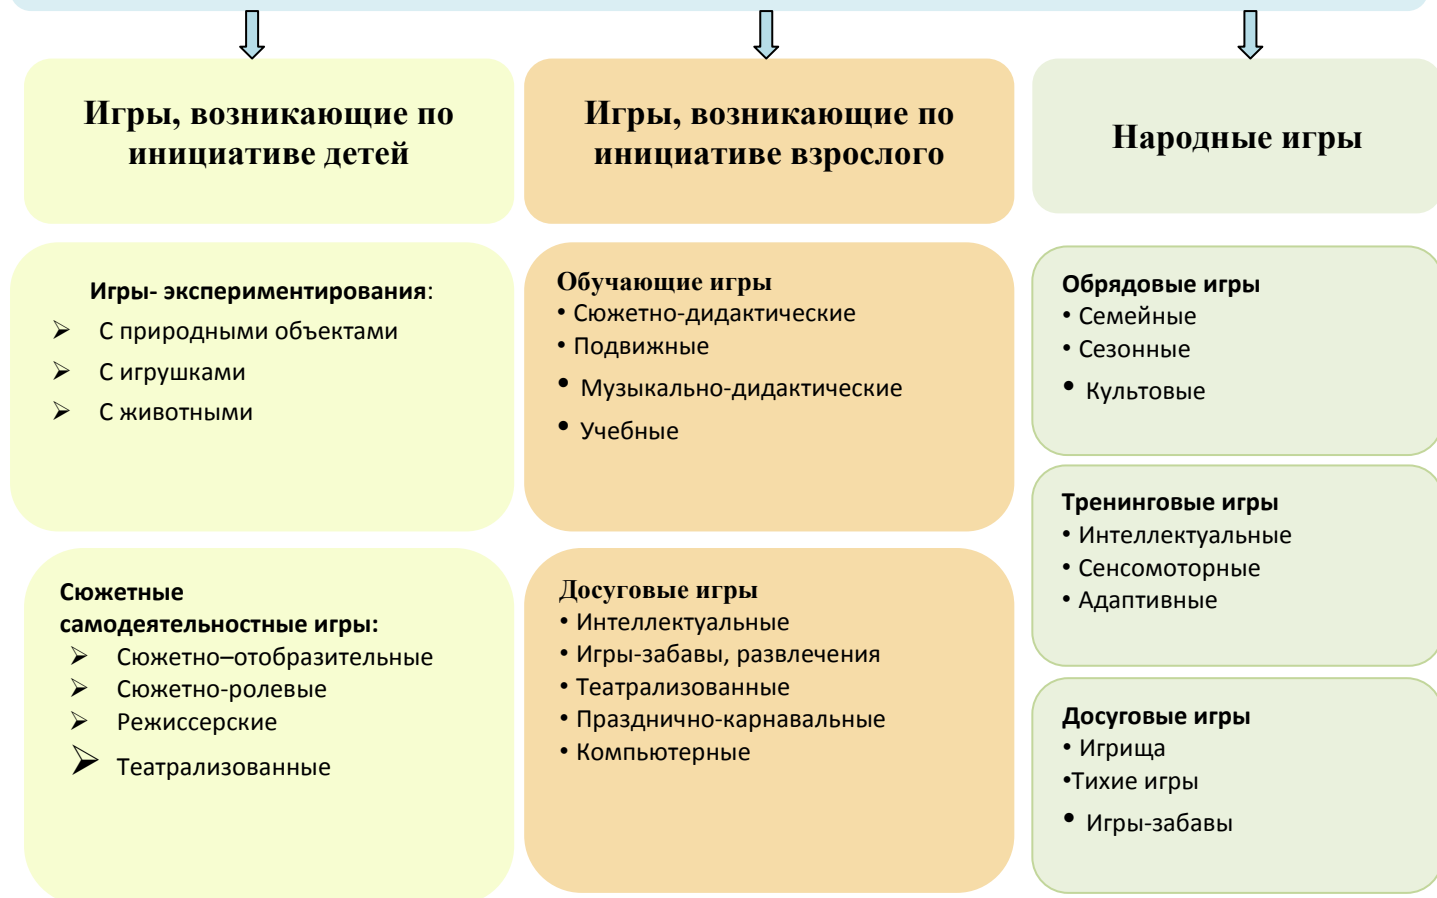 Игры, возникающие по
инициативе детей
Игры- экспериментирования:
➢ С природными объектами
➢ С игрушками
➢ С животными
Сюжетные
самодеятельностные игры:
➢ Сюжетно–отобразительные
➢ Сюжетно-ролевые
➢ Режиссерские
➢ Театрализованные
Игры, возникающие по
инициативе взрослого
Обучающие игры
• Сюжетно-дидактические
• Подвижные
• Музыкально-дидактические
• Учебные
Досуговые игры
• Интеллектуальные
• Игры-забавы, развлечения
• Театрализованные
• Празднично-карнавальные
• Компьютерные
Народные игры
Обрядовые игры
• Семейные
• Сезонные
• Культовые
Тренинговые игры
• Интеллектуальные
• Сенсомоторные
• Адаптивные
Досуговые игры
• Игрища
•Тихие игры
• Игры-забавы